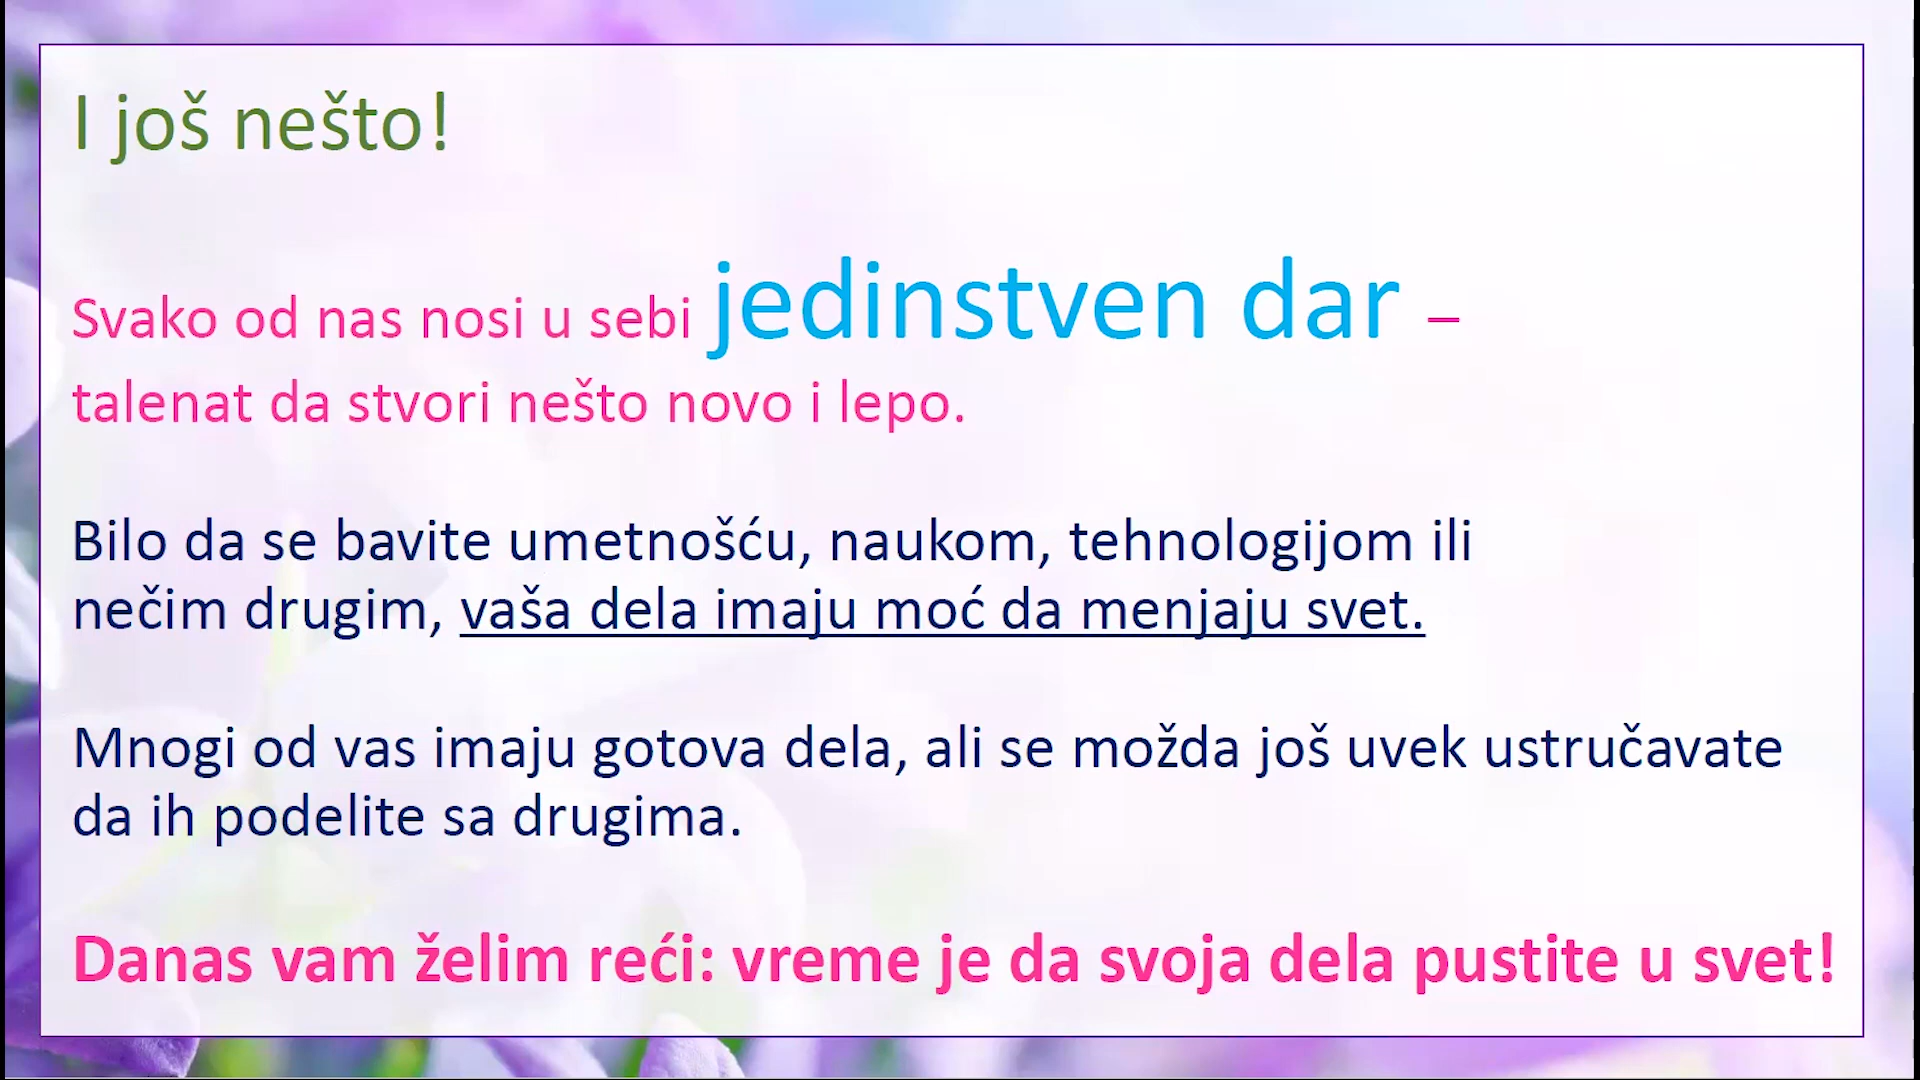 I još nešto!
Svako od nas nosi u sebi jedinstven dar –
talenat da stvori nešto novo i lepo.
Bilo da se bavite umetnošću, naukom, tehnologijom ili
nečim drugim, vaša dela imaju moć da menjaju svet.
Mnogi od vas imaju gotova dela, ali se možda još uvek ustručavate
da ih podelite sa drugima.
Danas vam želim reći: vreme je da svoja dela pustite u svet!